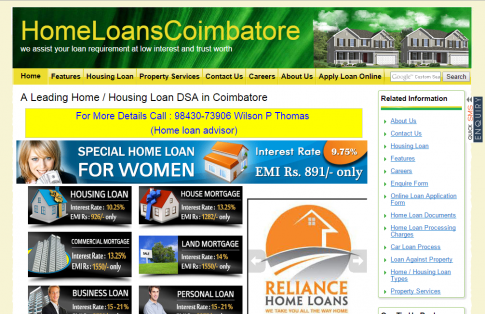 HomeLoansCoimbatore
we assist your loan requirement at low interest and trust worth
Home Features Housing Loan Property Services Contact Us Careers About Us Apply Loan Online Search
A Leading Home / Housing Loan DSA in Coimbatore
For More Details Call : 98430-73906 Wilson P Thomas
(Home loan advisor)
SPECIAL HOME LOAN
FOR WOMEN
Interest Rate 9.75%
EMI Rs. 891/- only
HOUSING LOAN
Interest Rate : 10.25%
EMI Rs : 926/- only
HOUSE MORTGAGE
Interest Rate : 13.25%
EMI Rs : 1282/- only
COMMERCIAL MORTGAGE
Interest Rate : 13.25%
EMI Rs : 1550/- only
LAND MORTGAGE
Interest Rate : 14 %
EMI Rs : 1550/- only
BUSINESS LOAN
Interest Rate : 15 - 21 %
PERSONAL LOAN
Interest Rate : 15 - 21 %
RELIANCE
HOME LOANS
WE TAKE YOU ALL THE WAY HOME
Related Information
About Us
Contact Us
Housing Loan
Features
Careers
Enquire Form
Online Loan Application
Form
Home Loan Documents
Home Loan Processing
Charges
Car Loan Process
Loan Against Property
Home / Housing Loan
Types
Property Services
SMS
ENQUIRY